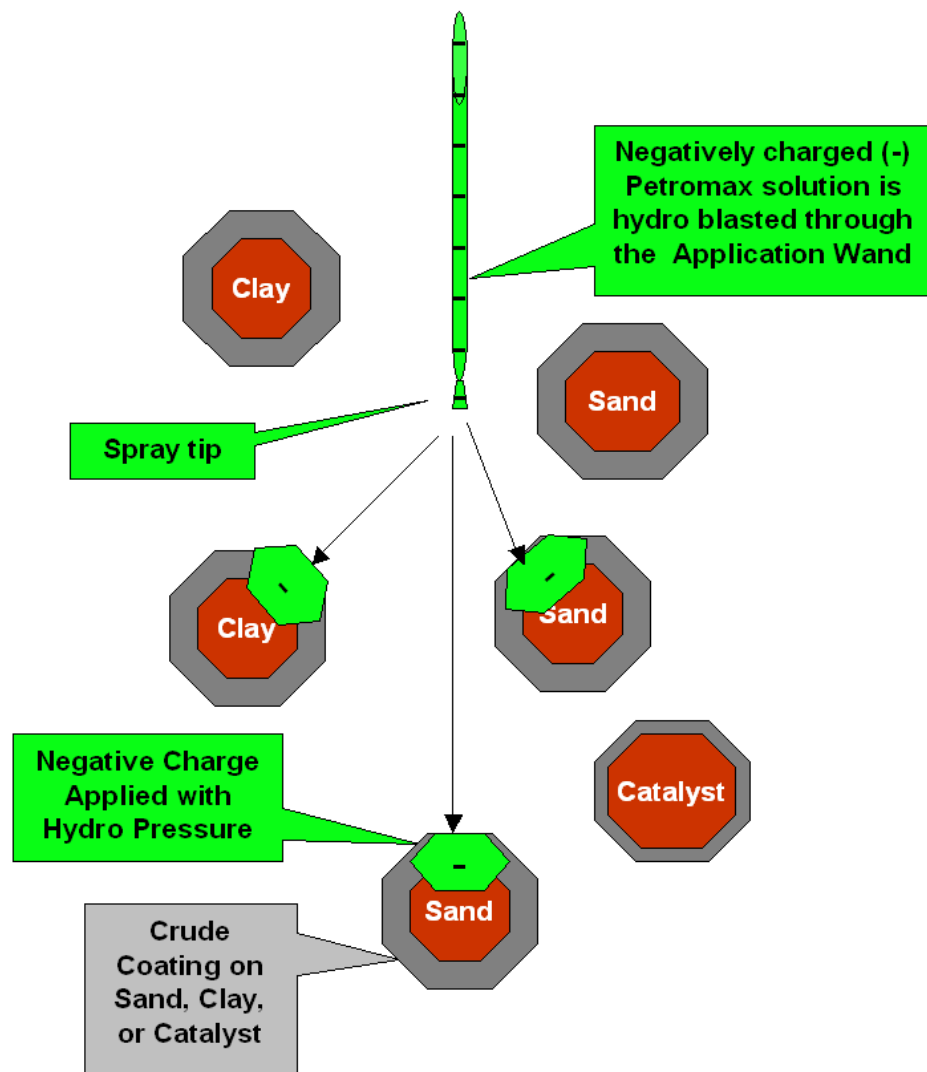 Negatively charged (-)
Petromax solution is
hydro blasted through
the Application Wand
Clay
Sand
Spray tip
Clay
Sand
Catalyst
Negative Charge
Applied with
Hydro Pressure
-
-
-
Sand
Crude
Coating on
Sand, Clay,
or Catalyst